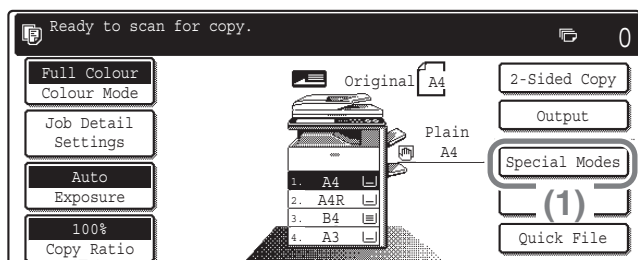 Ready to scan for copy.
0
Full Colour
Colour Mode
Job Detail
Settings
Auto
Exposure
100%
Copy Ratio
Original A4
Plain
A4
1. A4
2. A4R
3. B4
4. A3
2-Sided Copy
Output
Special Modes
(1)
Quick File